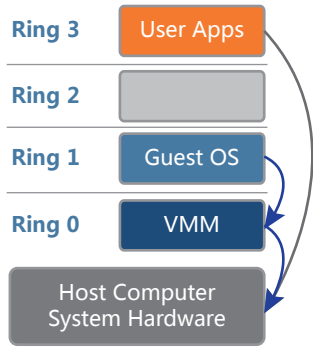 Ring 3 User Apps
Ring 2
Ring 1 Guest OS
Ring 0 VMM
Host Computer
System Hardware